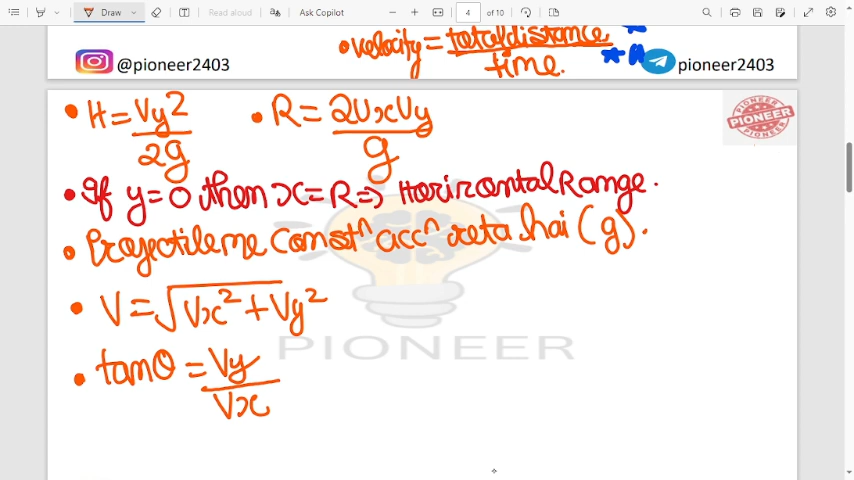 Draw
Read aloud
Ask Copilot
4 of 10
• velocity = total distance / time.
@pioneer2403
pioneer2403
• H = Vy²/2g • R = 2UxUy/g
PIONEER
• If y=0 then x=R ⇒ Horizontal Range.
• Projectile me Constⁿ accⁿ reta hai (g).
• V = √Vx² + Vy²
PIONEER
• tanθ = Vy/Vx